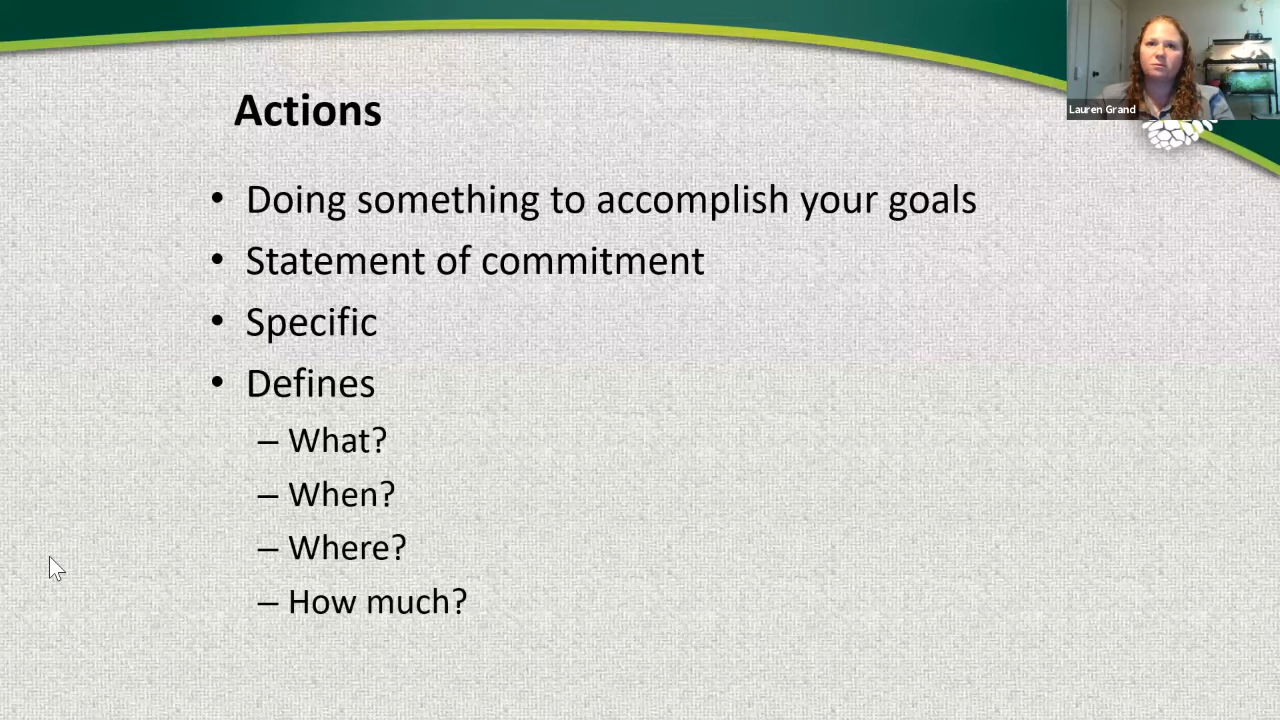 Lauren Grand
Actions
• Doing something to accomplish your goals
• Statement of commitment
• Specific
• Defines
– What?
– When?
– Where?
– How much?